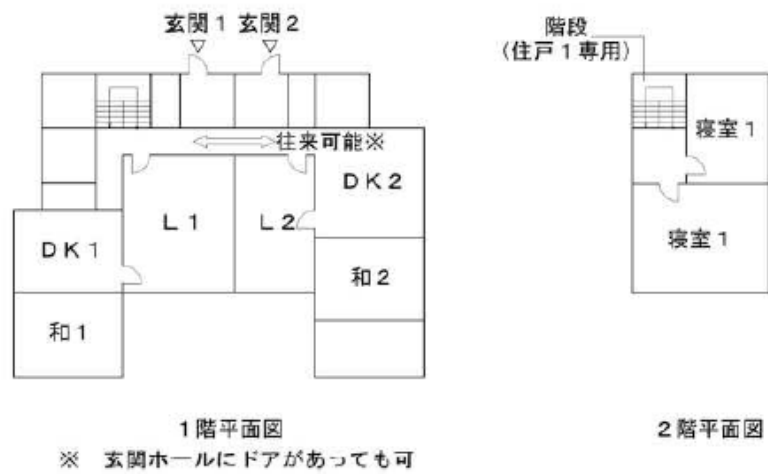 玄関1 玄関2
▽ ▽
階段
(住戸1専用)
往来可能※
寝室1
DK2
L1
L2
DK1
寝室1
和2
和1
1階平面図
2階平面図
※ 玄関ホールにドアがあっても可